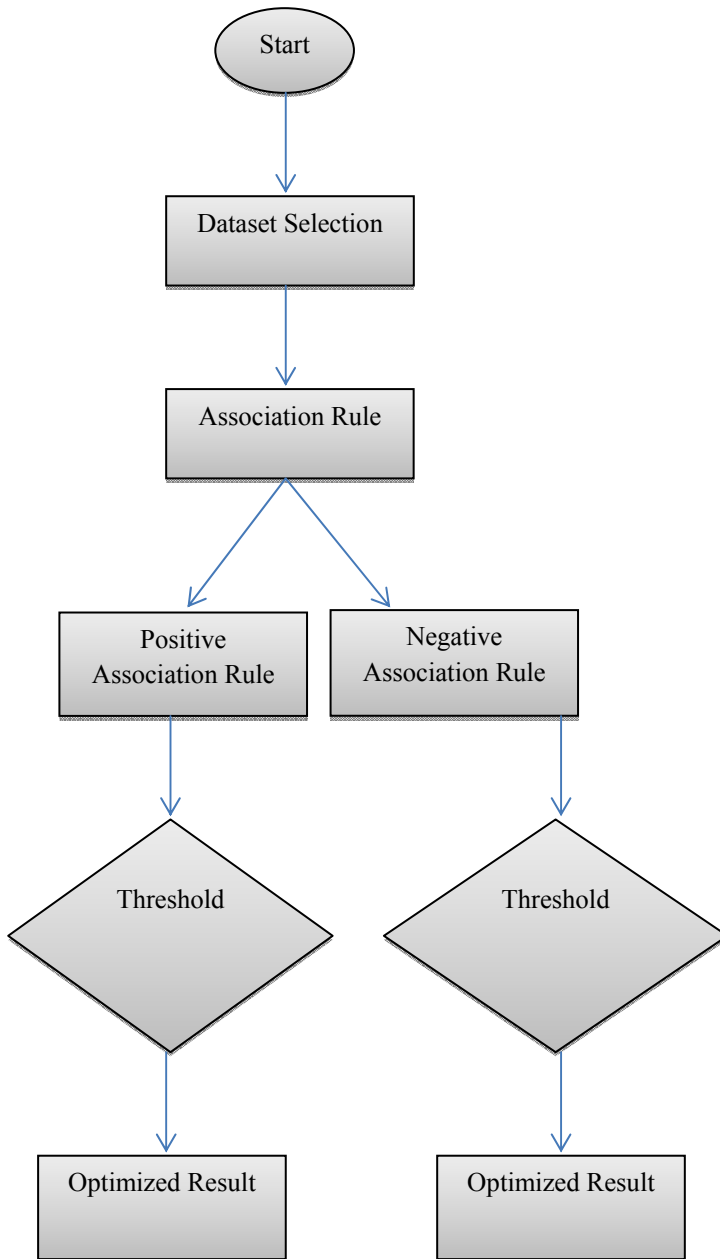 Start
Dataset Selection
Association Rule
Positive
Association Rule
Negative
Association Rule
Threshold
Threshold
Optimized Result
Optimized Result